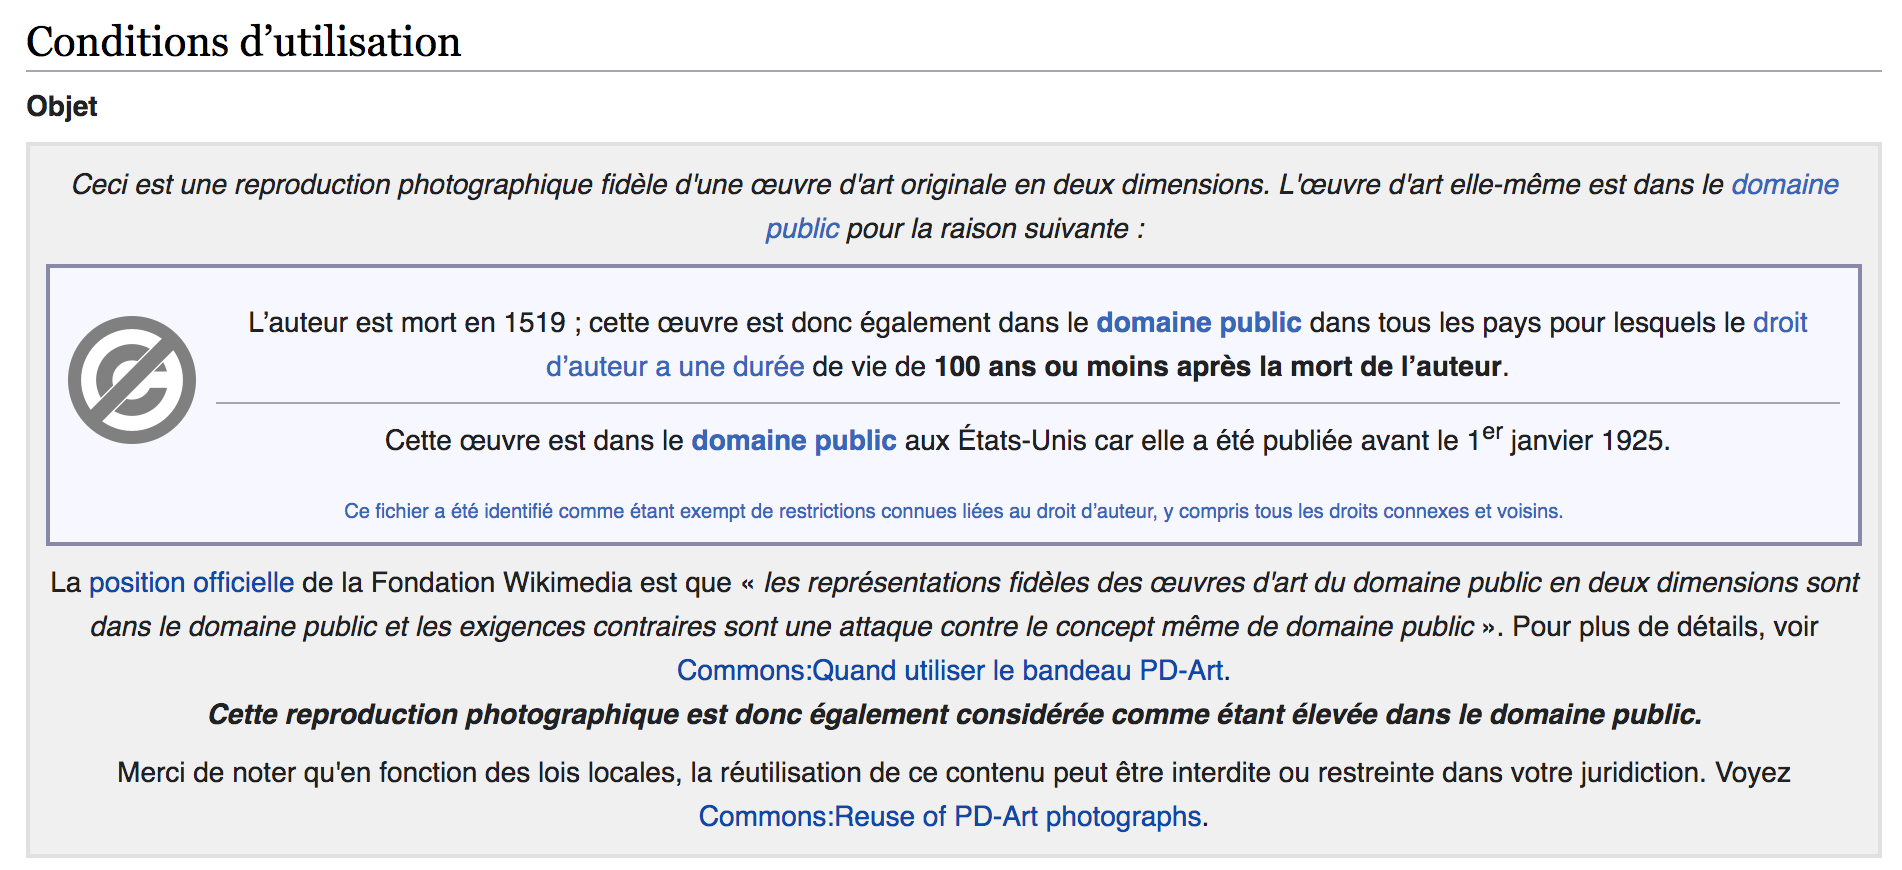 Conditions d’utilisation
Objet
Ceci est une reproduction photographique fidèle d'une œuvre d'art originale en deux dimensions. L'œuvre d'art elle-même est dans le domaine
public pour la raison suivante :
L’auteur est mort en 1519 ; cette œuvre est donc également dans le domaine public dans tous les pays pour lesquels le droit
d’auteur a une durée de vie de 100 ans ou moins après la mort de l’auteur.
Cette œuvre est dans le domaine public aux États-Unis car elle a été publiée avant le 1er janvier 1925.
Ce fichier a été identifié comme étant exempt de restrictions connues liées au droit d’auteur, y compris tous les droits connexes et voisins.
La position officielle de la Fondation Wikimedia est que « les représentations fidèles des œuvres d'art du domaine public en deux dimensions sont
dans le domaine public et les exigences contraires sont une attaque contre le concept même de domaine public ». Pour plus de détails, voir
Commons:Quand utiliser le bandeau PD-Art.
Cette reproduction photographique est donc également considérée comme étant élevée dans le domaine public.
Merci de noter qu'en fonction des lois locales, la réutilisation de ce contenu peut être interdite ou restreinte dans votre juridiction. Voyez
Commons:Reuse of PD-Art photographs.